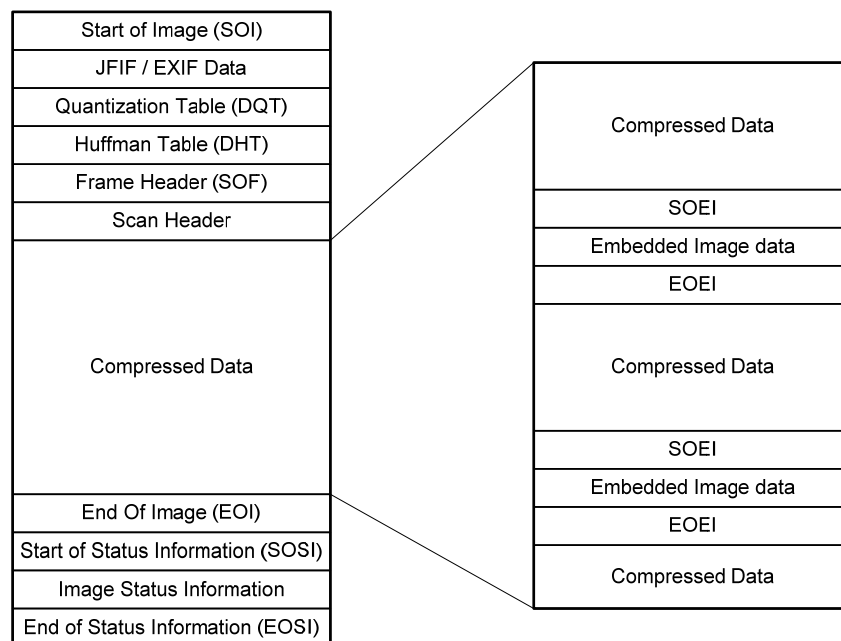 Start of Image (SOI)
JFIF / EXIF Data
Quantization Table (DQT)
Huffman Table (DHT)
Frame Header (SOF)
Scan Header
Compressed Data
End Of Image (EOI)
Start of Status Information (SOSI)
Image Status Information
End of Status Information (EOSI)
Compressed Data
SOEI
Embedded Image data
EOEI
Compressed Data
SOEI
Embedded Image data
EOEI
Compressed Data